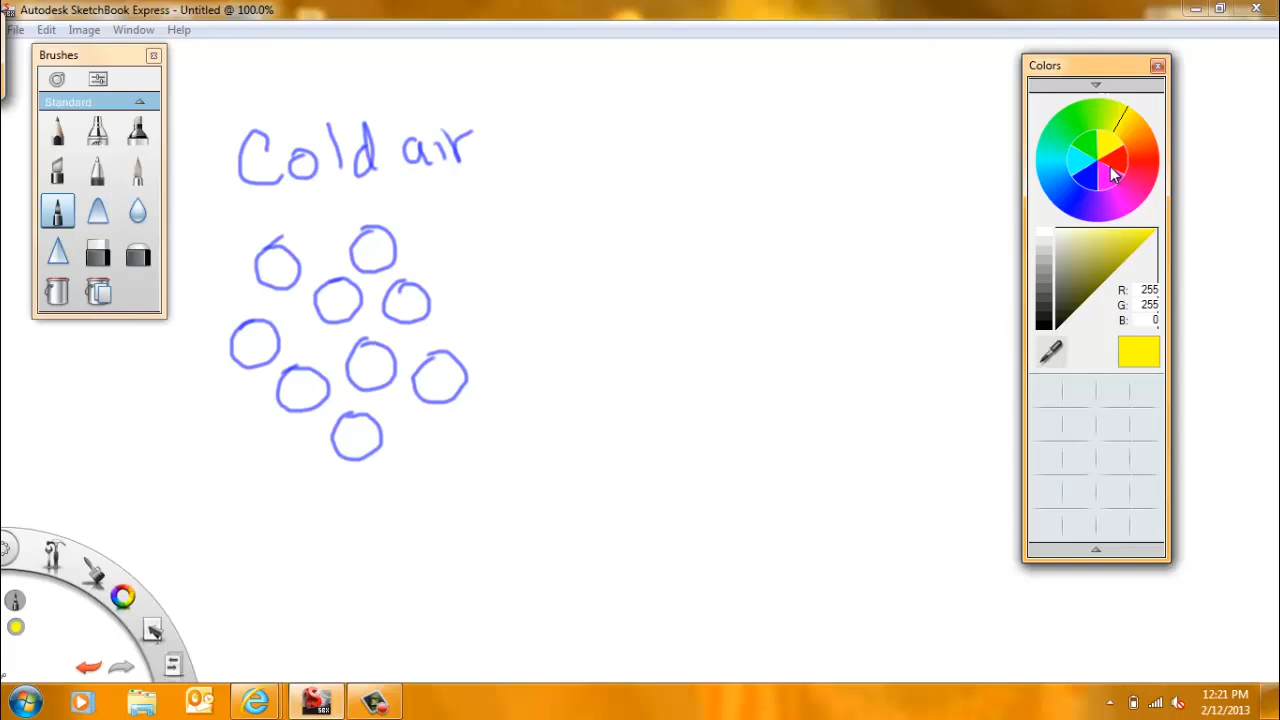 Autodesk SketchBook Express - Untitled @ 100.0%
File Edit Image Window Help
Brushes
Standard
Cold air
Colors
R: 255
G: 255
B: 0
SBX
12:21 PM
2/12/2013